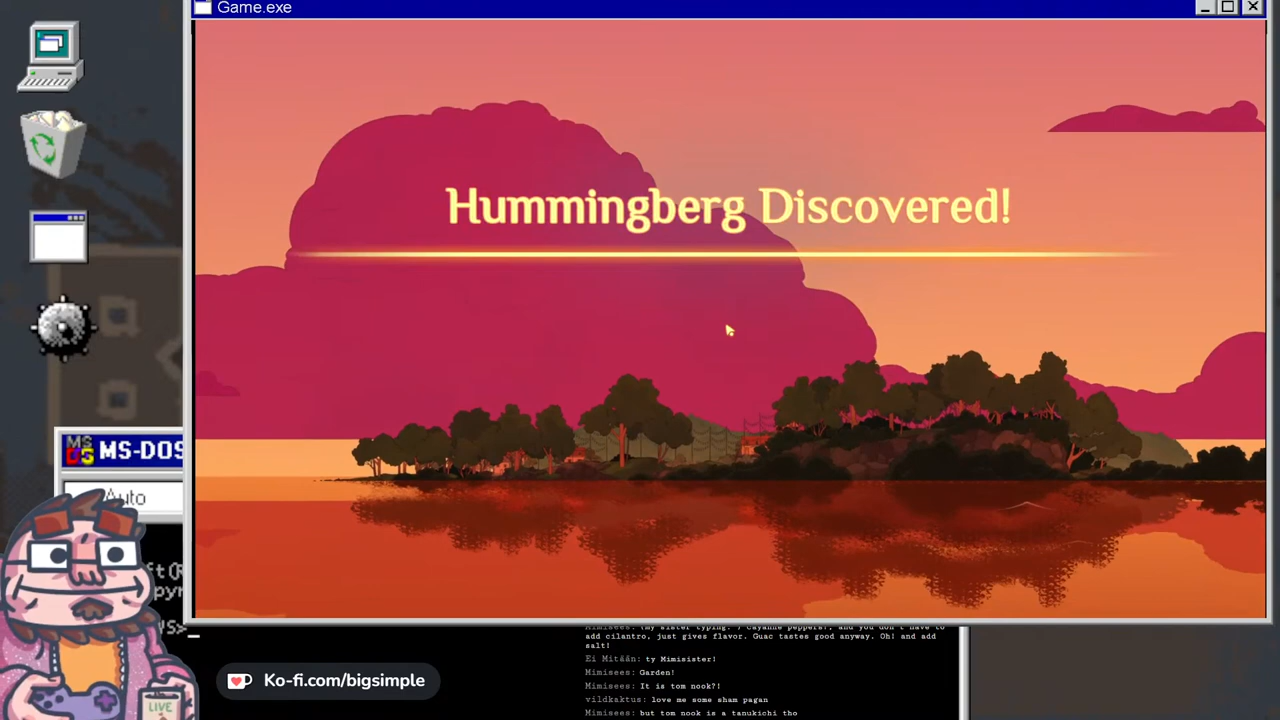 Game.exe
Hummingberg Discovered!
MS-DOS
Auto
Ko-fi.com/bigsimple
LIVE
add cilantro, just gives flavor. Guac tastes good anyway. Oh! and add
salt!
Ei Mitään: ty Mimisister!
Mimisees: Garden!
Mimisees: It is tom nook?!
vildkaktus: love me some sham pagan
Mimisees: but tom nook is a tanukichi tho